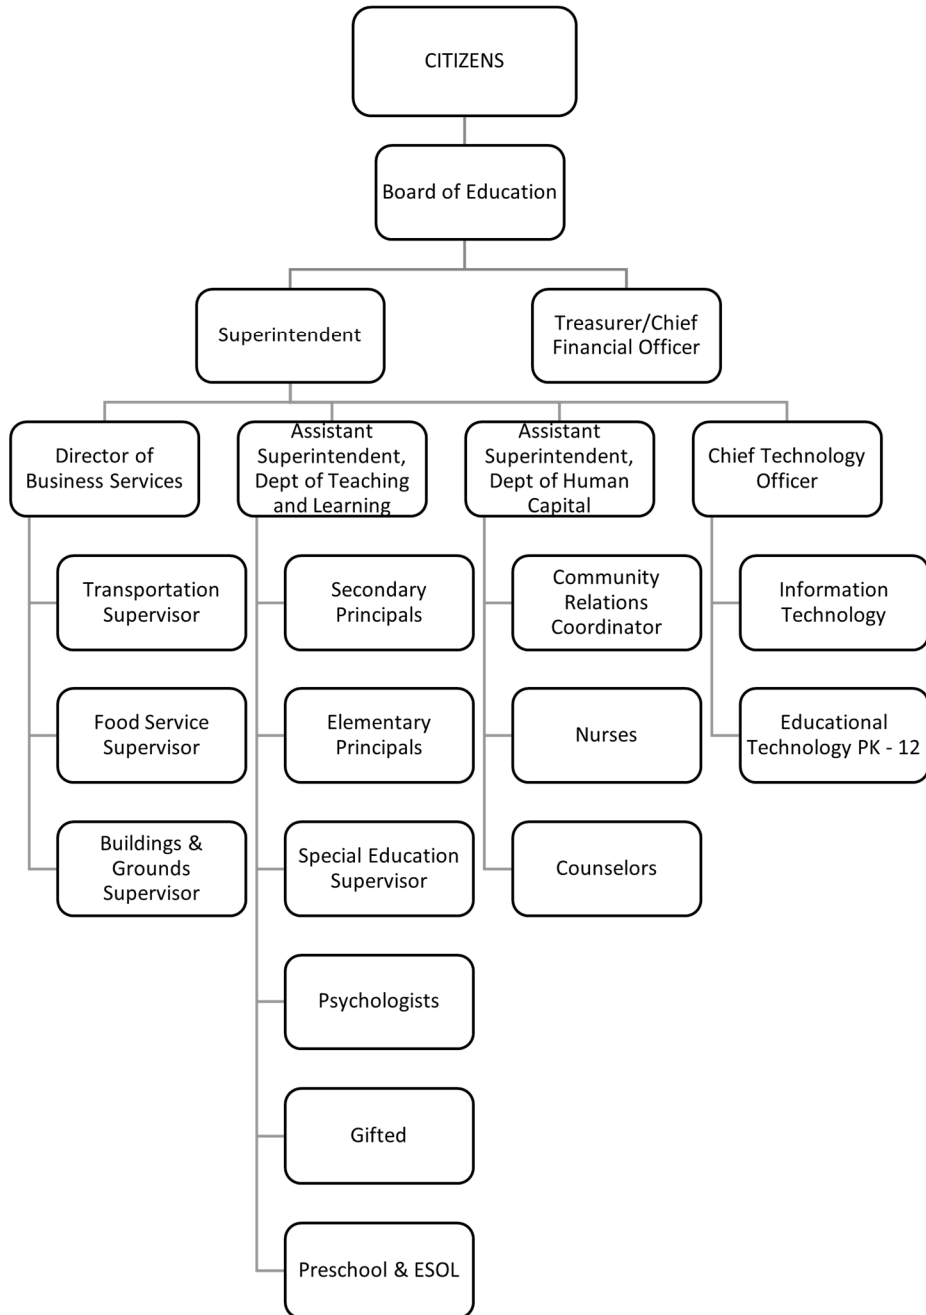 CITIZENS
Board of Education
Superintendent
Treasurer/Chief
Financial Officer
Director of
Business Services
Assistant
Superintendent,
Dept of Teaching
and Learning
Assistant
Superintendent,
Dept of Human
Capital
Chief Technology
Officer
Transportation
Supervisor
Secondary
Principals
Community
Relations
Coordinator
Information
Technology
Food Service
Supervisor
Elementary
Principals
Nurses
Educational
Technology PK - 12
Buildings &
Grounds
Supervisor
Special Education
Supervisor
Counselors
Psychologists
Gifted
Preschool & ESOL